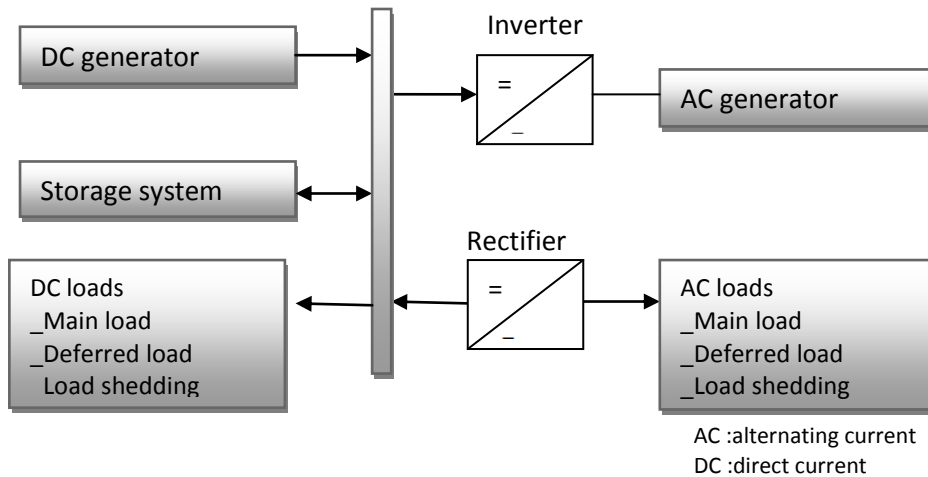 Inverter
DC generator
=
_
AC generator
Storage system
Rectifier
=
_
DC loads
_Main load
_Deferred load
Load shedding
AC loads
_Main load
_Deferred load
_Load shedding
AC :alternating current
DC :direct current